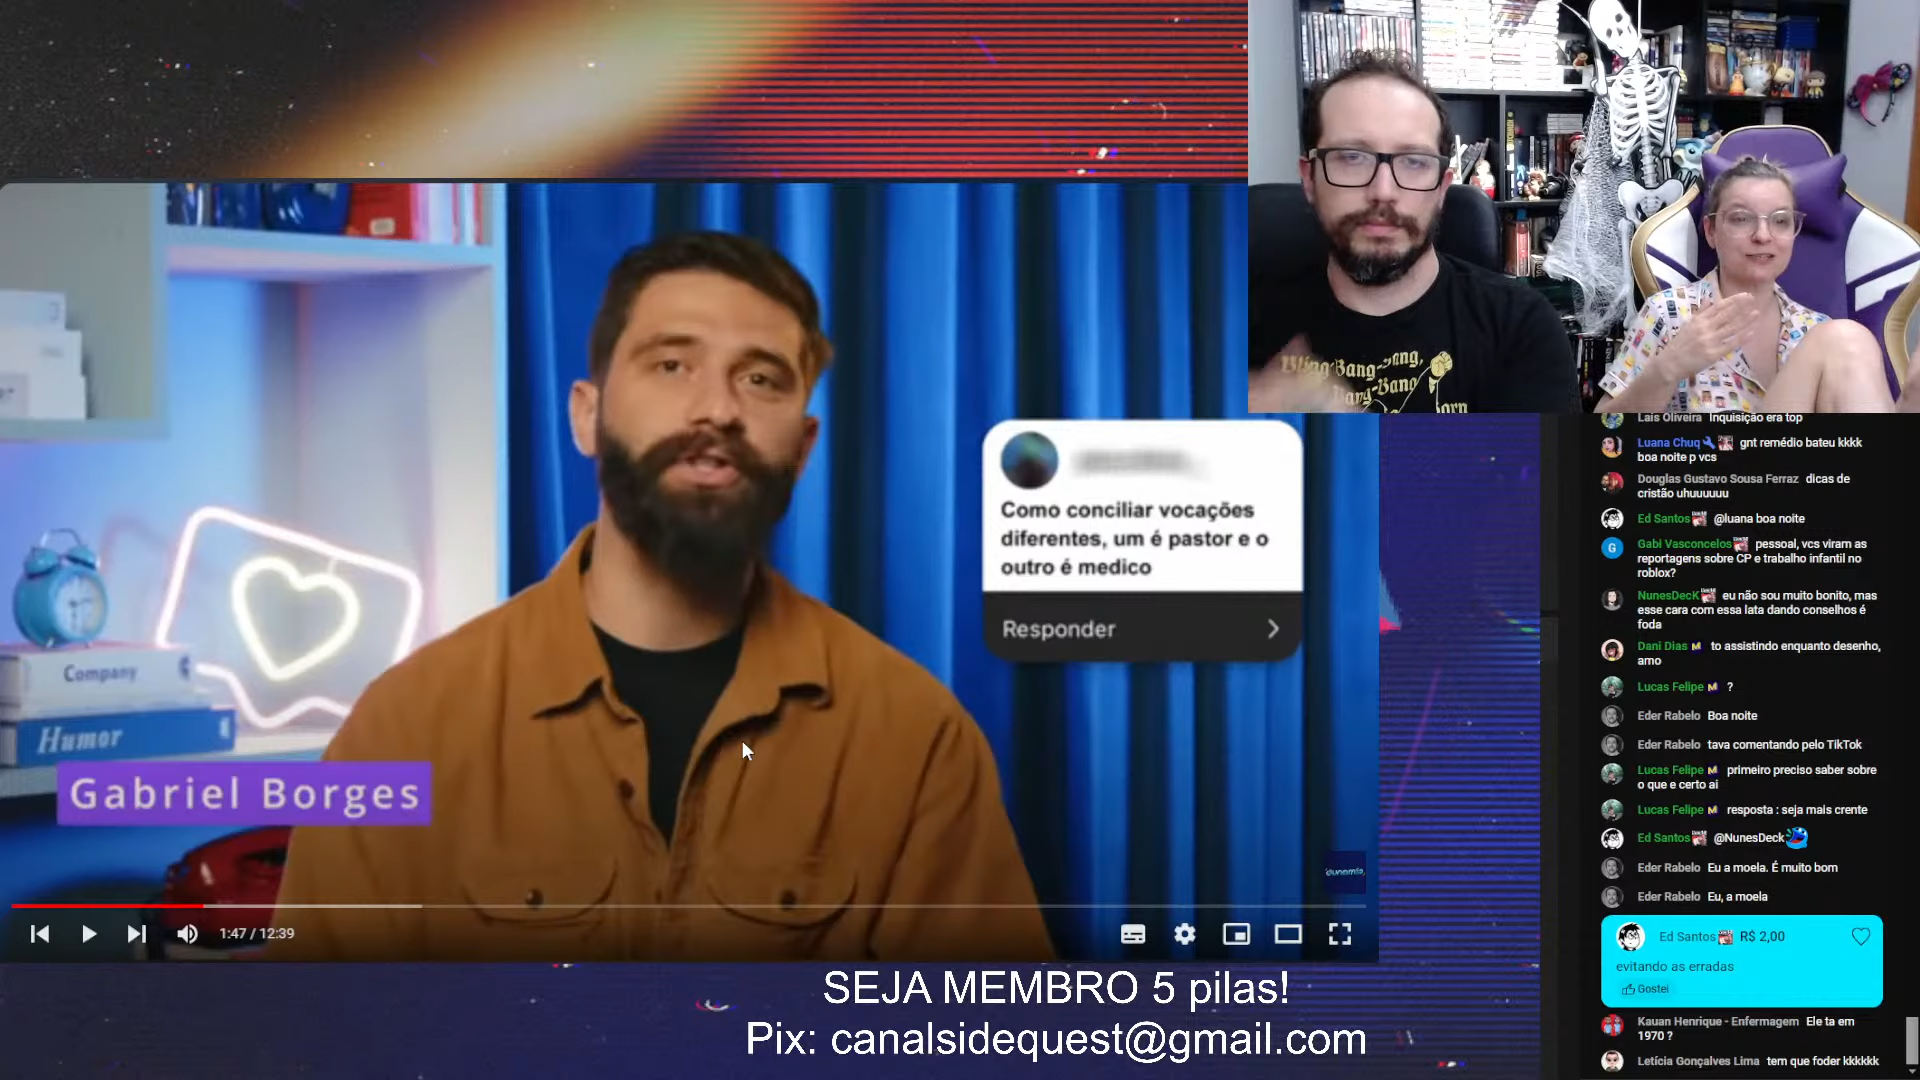 Bling-Bang-Bang,
Bang-Bang
Born
Company
Humor
Gabriel Borges
Como conciliar vocações
diferentes, um é pastor e o
outro é medico
Responder
dunamis
1:47 / 12:39
SEJA MEMBRO 5 pilas!
Pix: canalsidequest@gmail.com
Lais Oliveira Inquisição era top
Luana Chuq gnt remédio bateu kkkk
boa noite p vcs
Douglas Gustavo Sousa Ferraz dicas de
cristão uhuuuuuu
Ed Santos @luana boa noite
G
Gabi Vasconcelos pessoal, vcs viram as
reportagens sobre CP e trabalho infantil no
roblox?
NunesDecK eu não sou muito bonito, mas
esse cara com essa lata dando conselhos é
foda
Dani Dias to assistindo enquanto desenho,
amo
Lucas Felipe ?
Eder Rabelo Boa noite
Eder Rabelo tava comentando pelo TikTok
Lucas Felipe primeiro preciso saber sobre
o que e certo ai
Lucas Felipe resposta : seja mais crente
Ed Santos @NunesDeck
Eder Rabelo Eu a moela. É muito bom
Eder Rabelo Eu, a moela
Ed Santos R$ 2,00
evitando as erradas
Gostei
Kauan Henrique - Enfermagem Ele ta em
1970 ?
Letícia Gonçalves Lima tem que foder kkkkkk